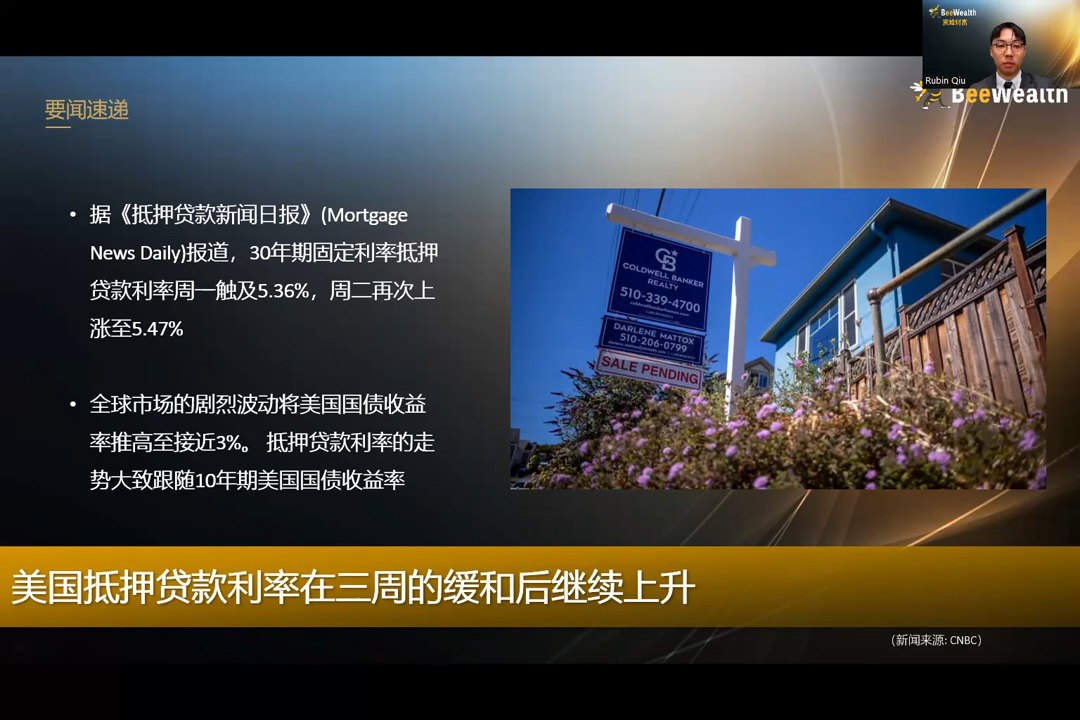 BeeWealth
蜜蜂财富
Rubin Qiu
BeeWealth
要闻速递
• 据《抵押贷款新闻日报》(Mortgage
News Daily)报道，30年期固定利率抵押
贷款利率周一触及5.36%，周二再次上
涨至5.47%
• 全球市场的剧烈波动将美国国债收益
率推高至接近3%。 抵押贷款利率的走
势大致跟随10年期美国国债收益率
CB
COLDWELL BANKER
REALTY
510-339-4700
DARLENE MATTOX
510-206-0799
SALE PENDING
美国抵押贷款利率在三周的缓和后继续上升
（新闻来源: CNBC）